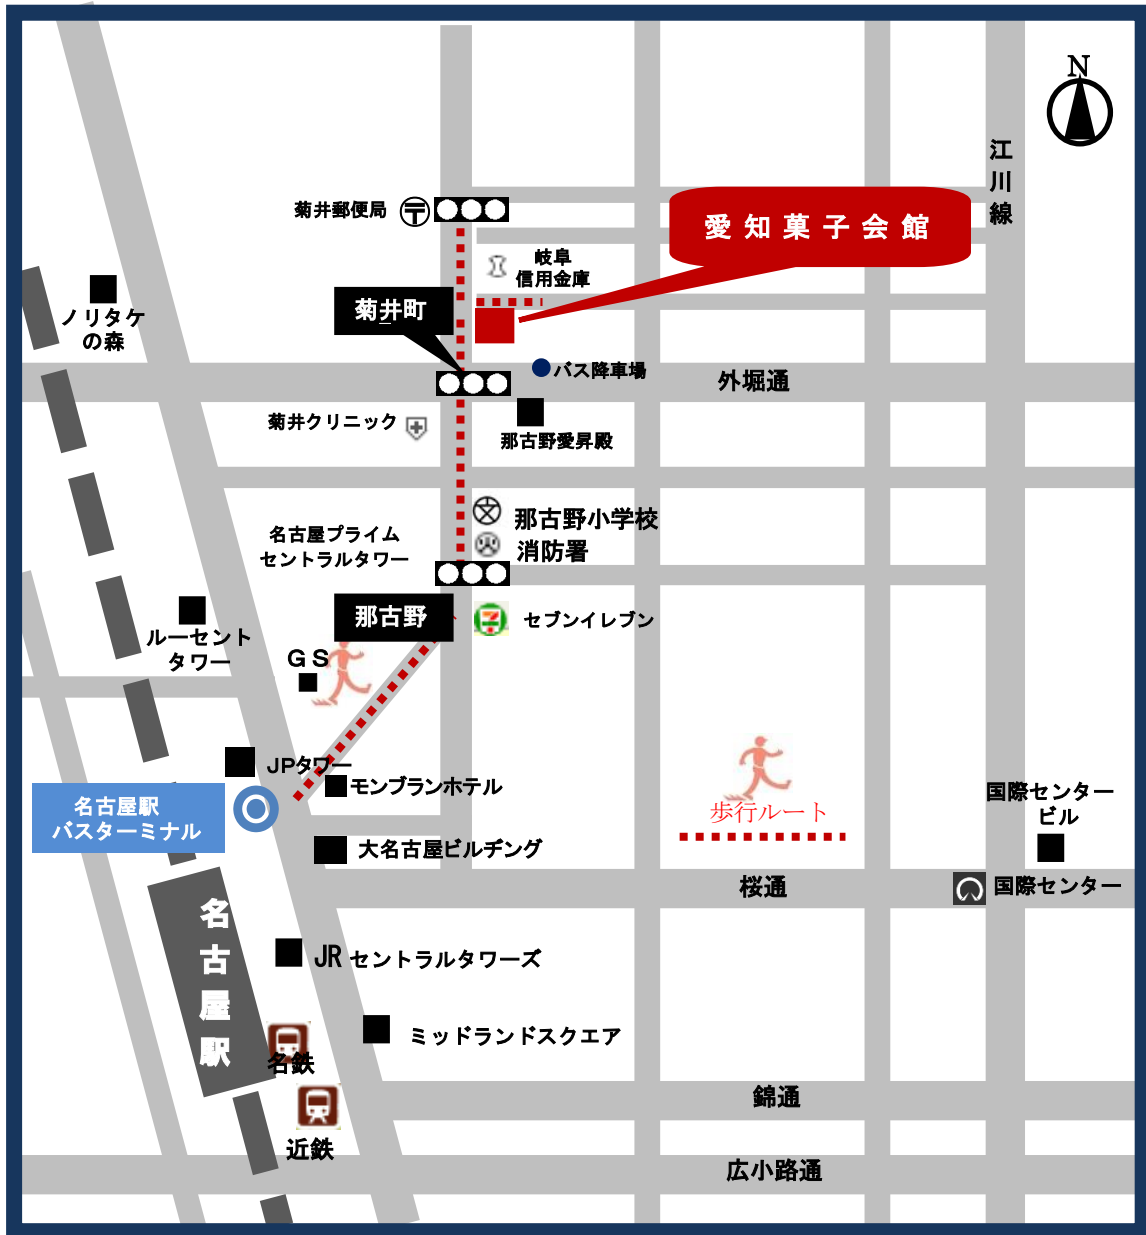 N
江川線
菊井郵便局
愛知菓子会館
岐阜
信用金庫
菊井町
ノリタケ
の森
バス降車場
外堀通
菊井クリニック
那古野愛昇殿
那古野小学校
消防署
名古屋プライム
セントラルタワー
那古野
セブンイレブン
ルーセント
タワー
GS
JPタワー
モンブランホテル
名古屋駅
バスターミナル
歩行ルート
国際センター
ビル
大名古屋ビルヂング
桜通
国際センター
名古屋駅
JRセントラルタワーズ
ミッドランドスクエア
名鉄
錦通
近鉄
広小路通